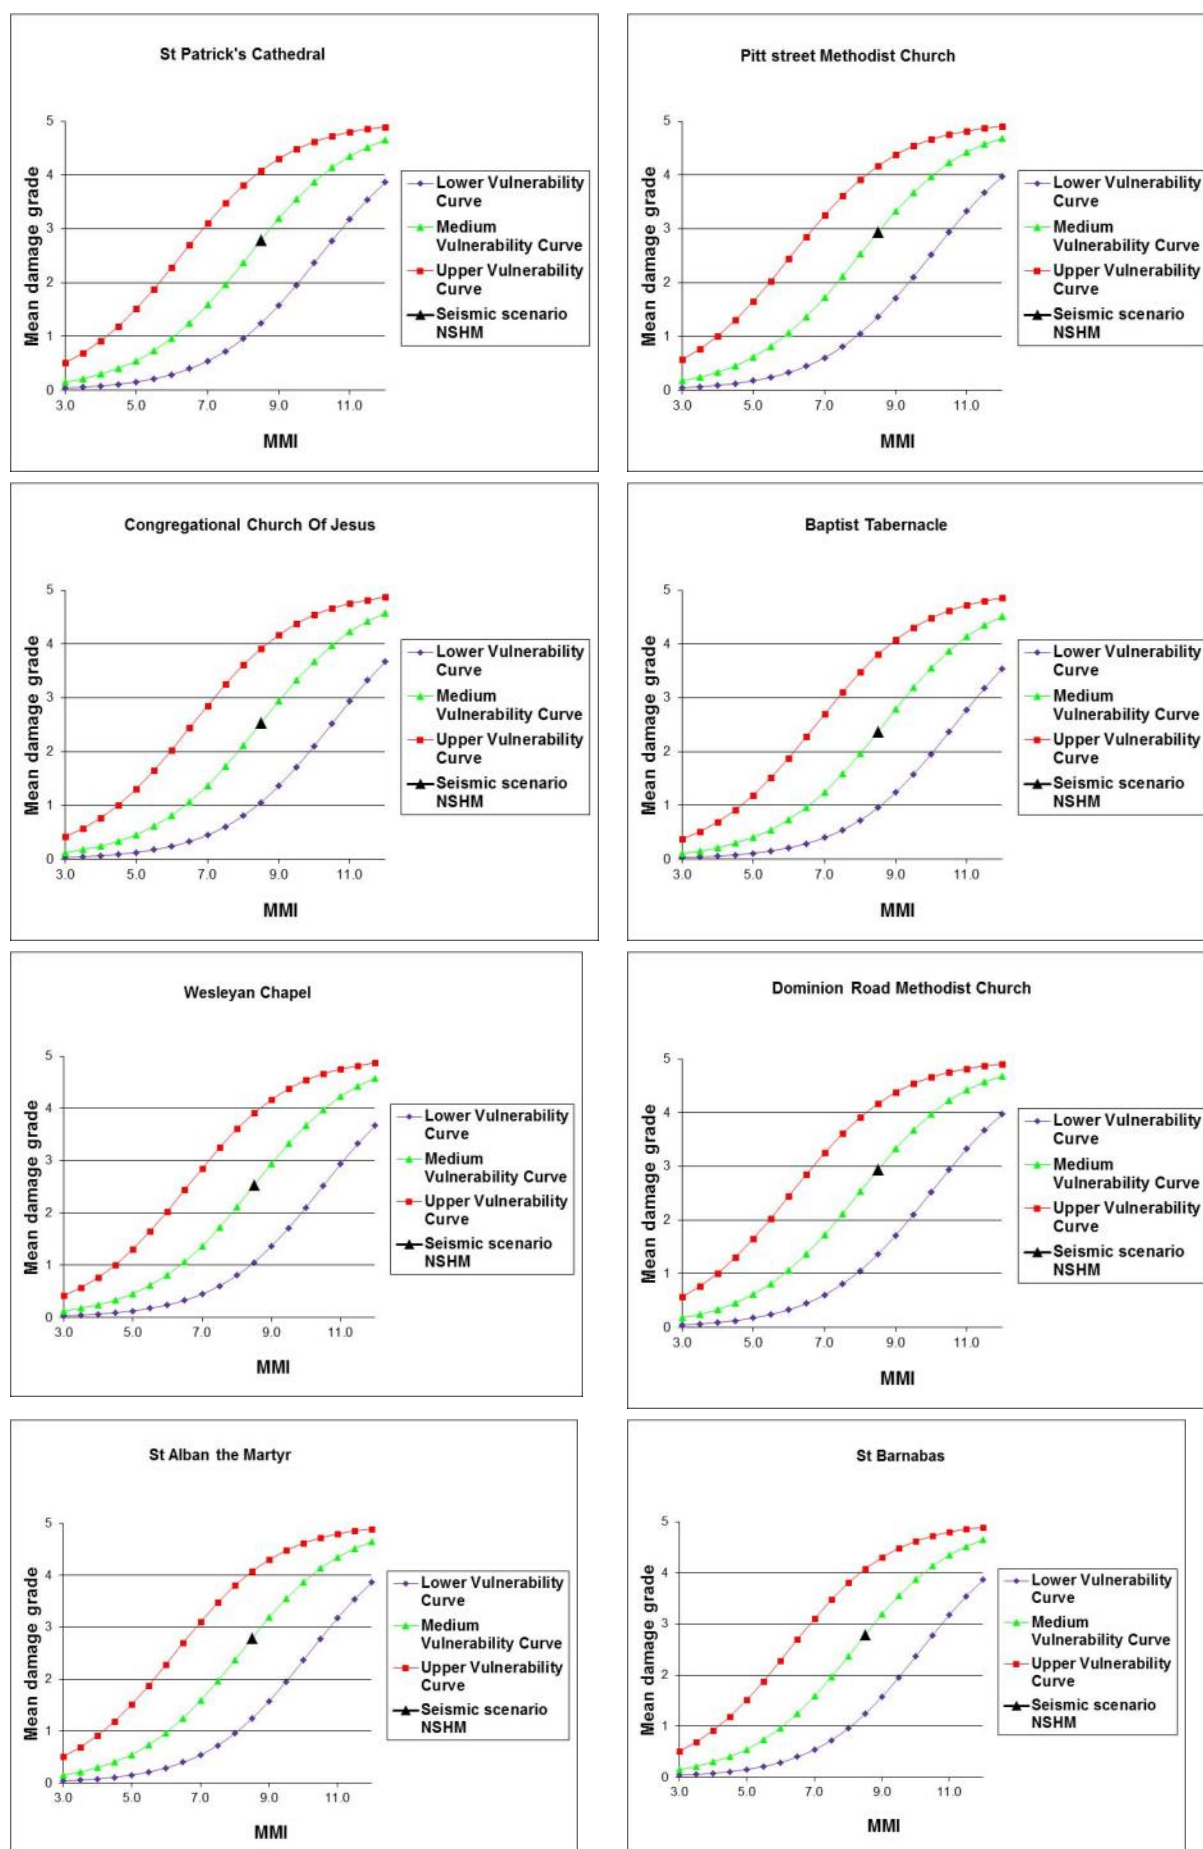 St Patrick's Cathedral
Mean damage grade
5
4
3
2
1
0
3.0 5.0 7.0 9.0 11.0
MMI
Lower Vulnerability
Curve
Medium
Vulnerability Curve
Upper Vulnerability
Curve
Seismic scenario
NSHM
Pitt street Methodist Church
Mean damage grade
5
4
3
2
1
0
3.0 5.0 7.0 9.0 11.0
MMI
Lower Vulnerability
Curve
Medium
Vulnerability Curve
Upper Vulnerability
Curve
Seismic scenario
NSHM
Congregational Church Of Jesus
Mean damage grade
5
4
3
2
1
0
3.0 5.0 7.0 9.0 11.0
MMI
Lower Vulnerability
Curve
Medium
Vulnerability Curve
Upper Vulnerability
Curve
Seismic scenario
NSHM
Baptist Tabernacle
Mean damage grade
5
4
3
2
1
0
3.0 5.0 7.0 9.0 11.0
MMI
Lower Vulnerability
Curve
Medium
Vulnerability Curve
Upper Vulnerability
Curve
Seismic scenario
NSHM
Wesleyan Chapel
Mean damage grade
5
4
3
2
1
0
3.0 5.0 7.0 9.0 11.0
MMI
Lower Vulnerability
Curve
Medium
Vulnerability Curve
Upper Vulnerability
Curve
Seismic scenario
NSHM
Dominion Road Methodist Church
Mean damage grade
5
4
3
2
1
0
3.0 5.0 7.0 9.0 11.0
MMI
Lower Vulnerability
Curve
Medium
Vulnerability Curve
Upper Vulnerability
Curve
Seismic scenario
NSHM
St Alban the Martyr
Mean damage grade
5
4
3
2
1
0
3.0 5.0 7.0 9.0 11.0
MMI
Lower Vulnerability
Curve
Medium
Vulnerability Curve
Upper Vulnerability
Curve
Seismic scenario
NSHM
St Barnabas
Mean damage grade
5
4
3
2
1
0
3.0 5.0 7.0 9.0 11.0
MMI
Lower Vulnerability
Curve
Medium
Vulnerability Curve
Upper Vulnerability
Curve
Seismic scenario
NSHM